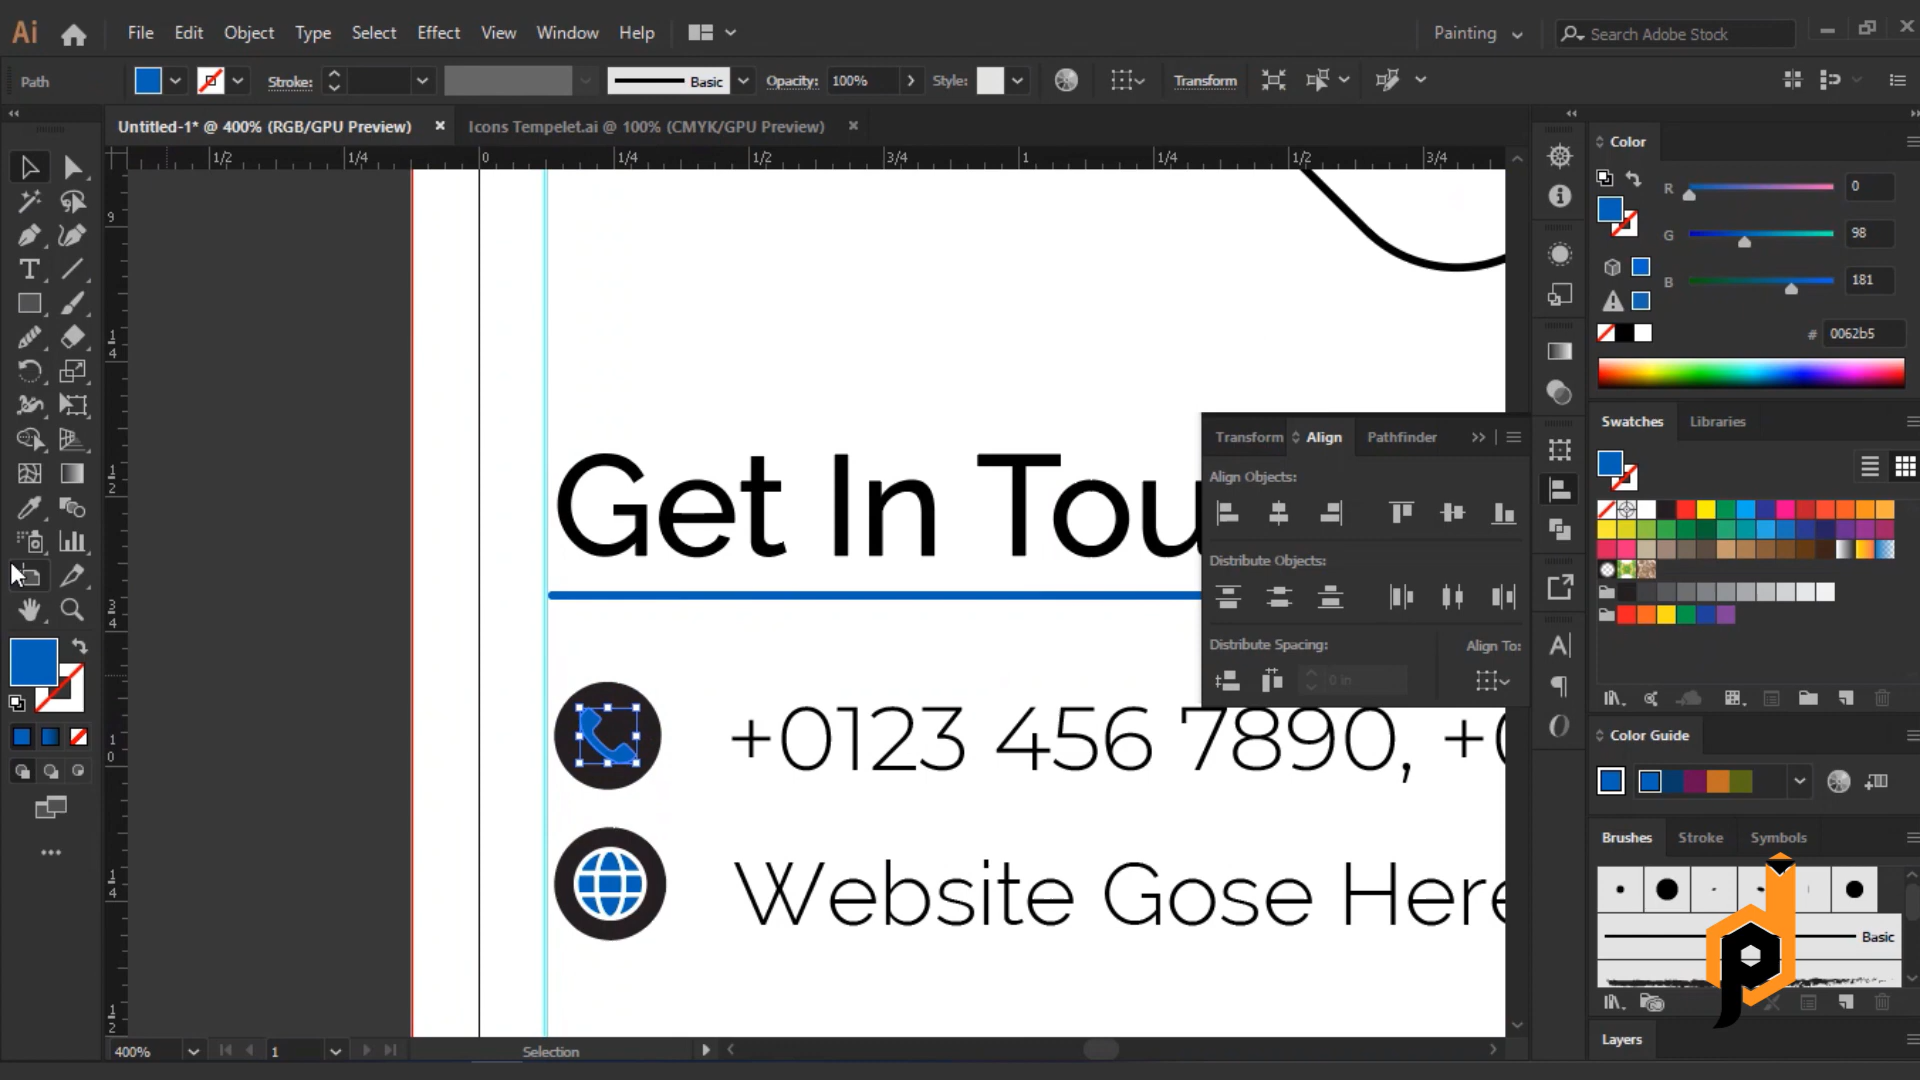 Ai File Edit Object Type Select Effect View Window Help Painting Search Adobe Stock
Path Stroke: Basic Opacity: 100% Style: Transform
Untitled-1* @ 400% (RGB/GPU Preview) × Icons Tempelet.ai @ 100% (CMYK/GPU Preview) ×
1/2 1/4 0 1/4 1/2 3/4 1 1/4 1/2 3/4
Color
R 0
G 98
B 181
# 0062b5
Swatches Libraries
Transform Align Pathfinder
Align Objects:
Distribute Objects:
Distribute Spacing: Align To:
0 in
Get In Tou
+0123 456 7890, +0
Website Gose Here
Color Guide
Brushes Stroke Symbols
Basic
Layers
400% 1 Selection